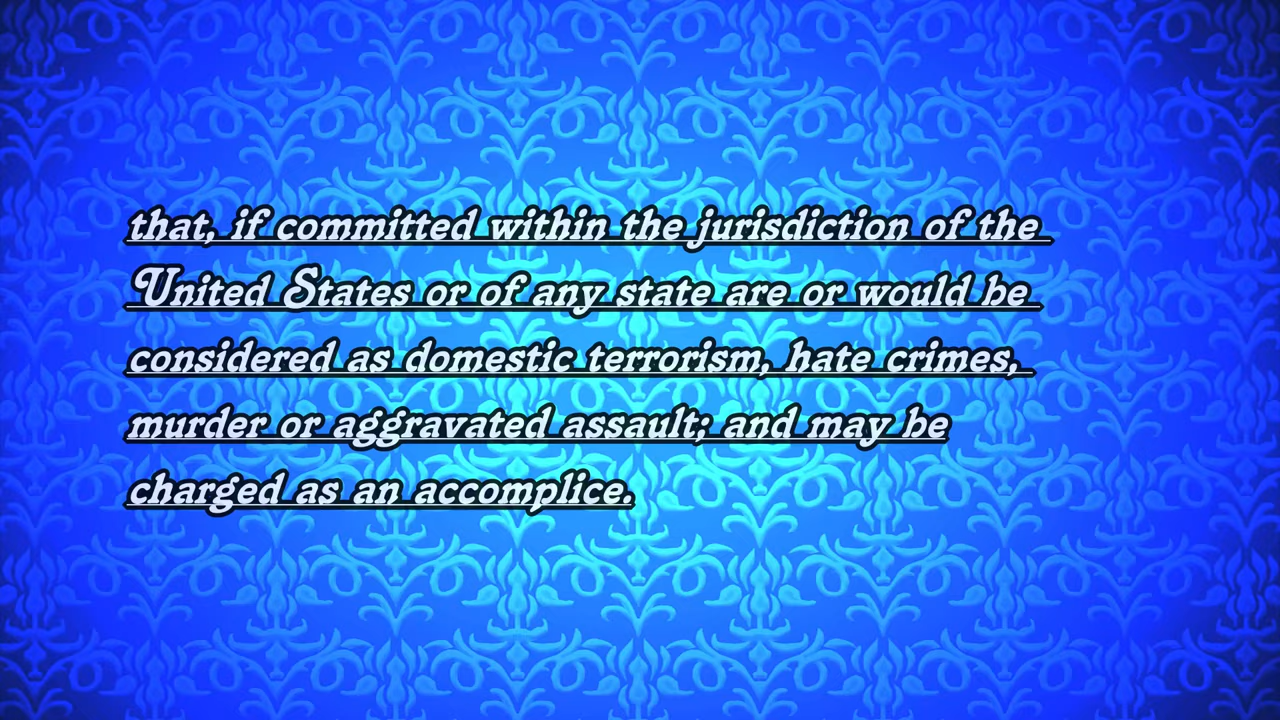 that, if committed within the jurisdiction of the
United States or of any state are or would be
considered as domestic terrorism, hate crimes,
murder or aggravated assault; and may be
charged as an accomplice.